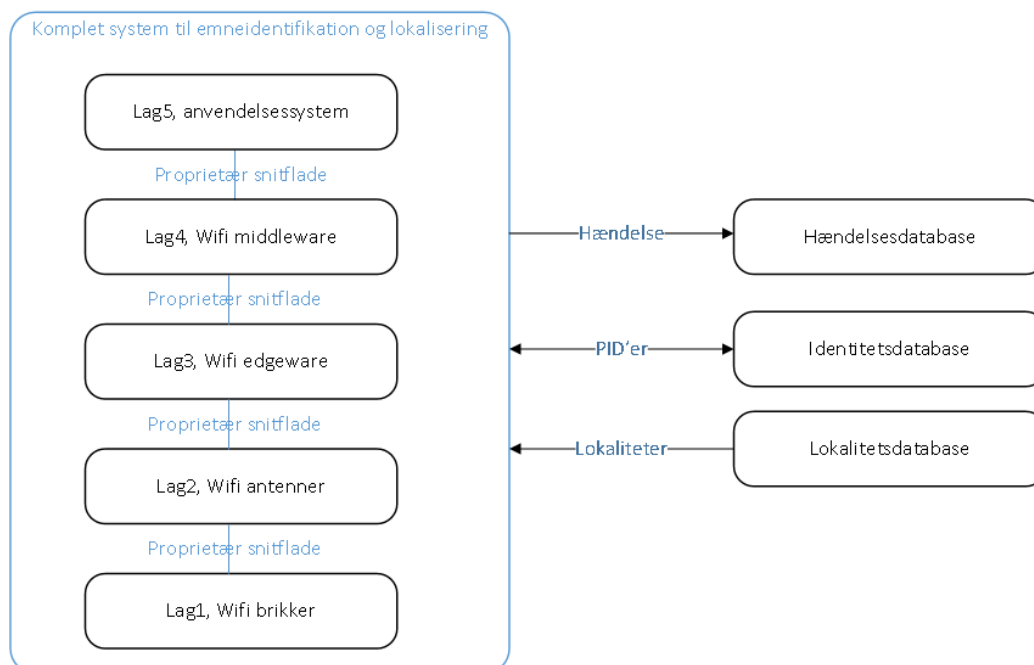 Komplet system til emneidentifikation og lokalisering
Lag5, anvendelsessystem
Proprietær snitflade
Lag4, Wifi middleware
Hændelse
Hændelsesdatabase
Proprietær snitflade
Lag3, Wifi edgeware
PID'er
Identitetsdatabase
Proprietær snitflade
Lokaliteter
Lokalitetsdatabase
Lag2, Wifi antenner
Proprietær snitflade
Lag1, Wifi brikker